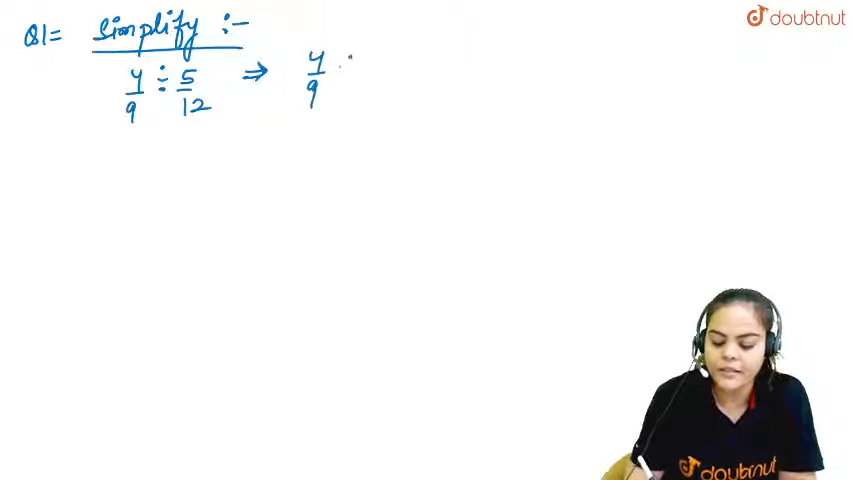 doubtnut
Q1= Simplify :-
4/9 ÷ 5/12 ⇒ 4/9
doubtnut